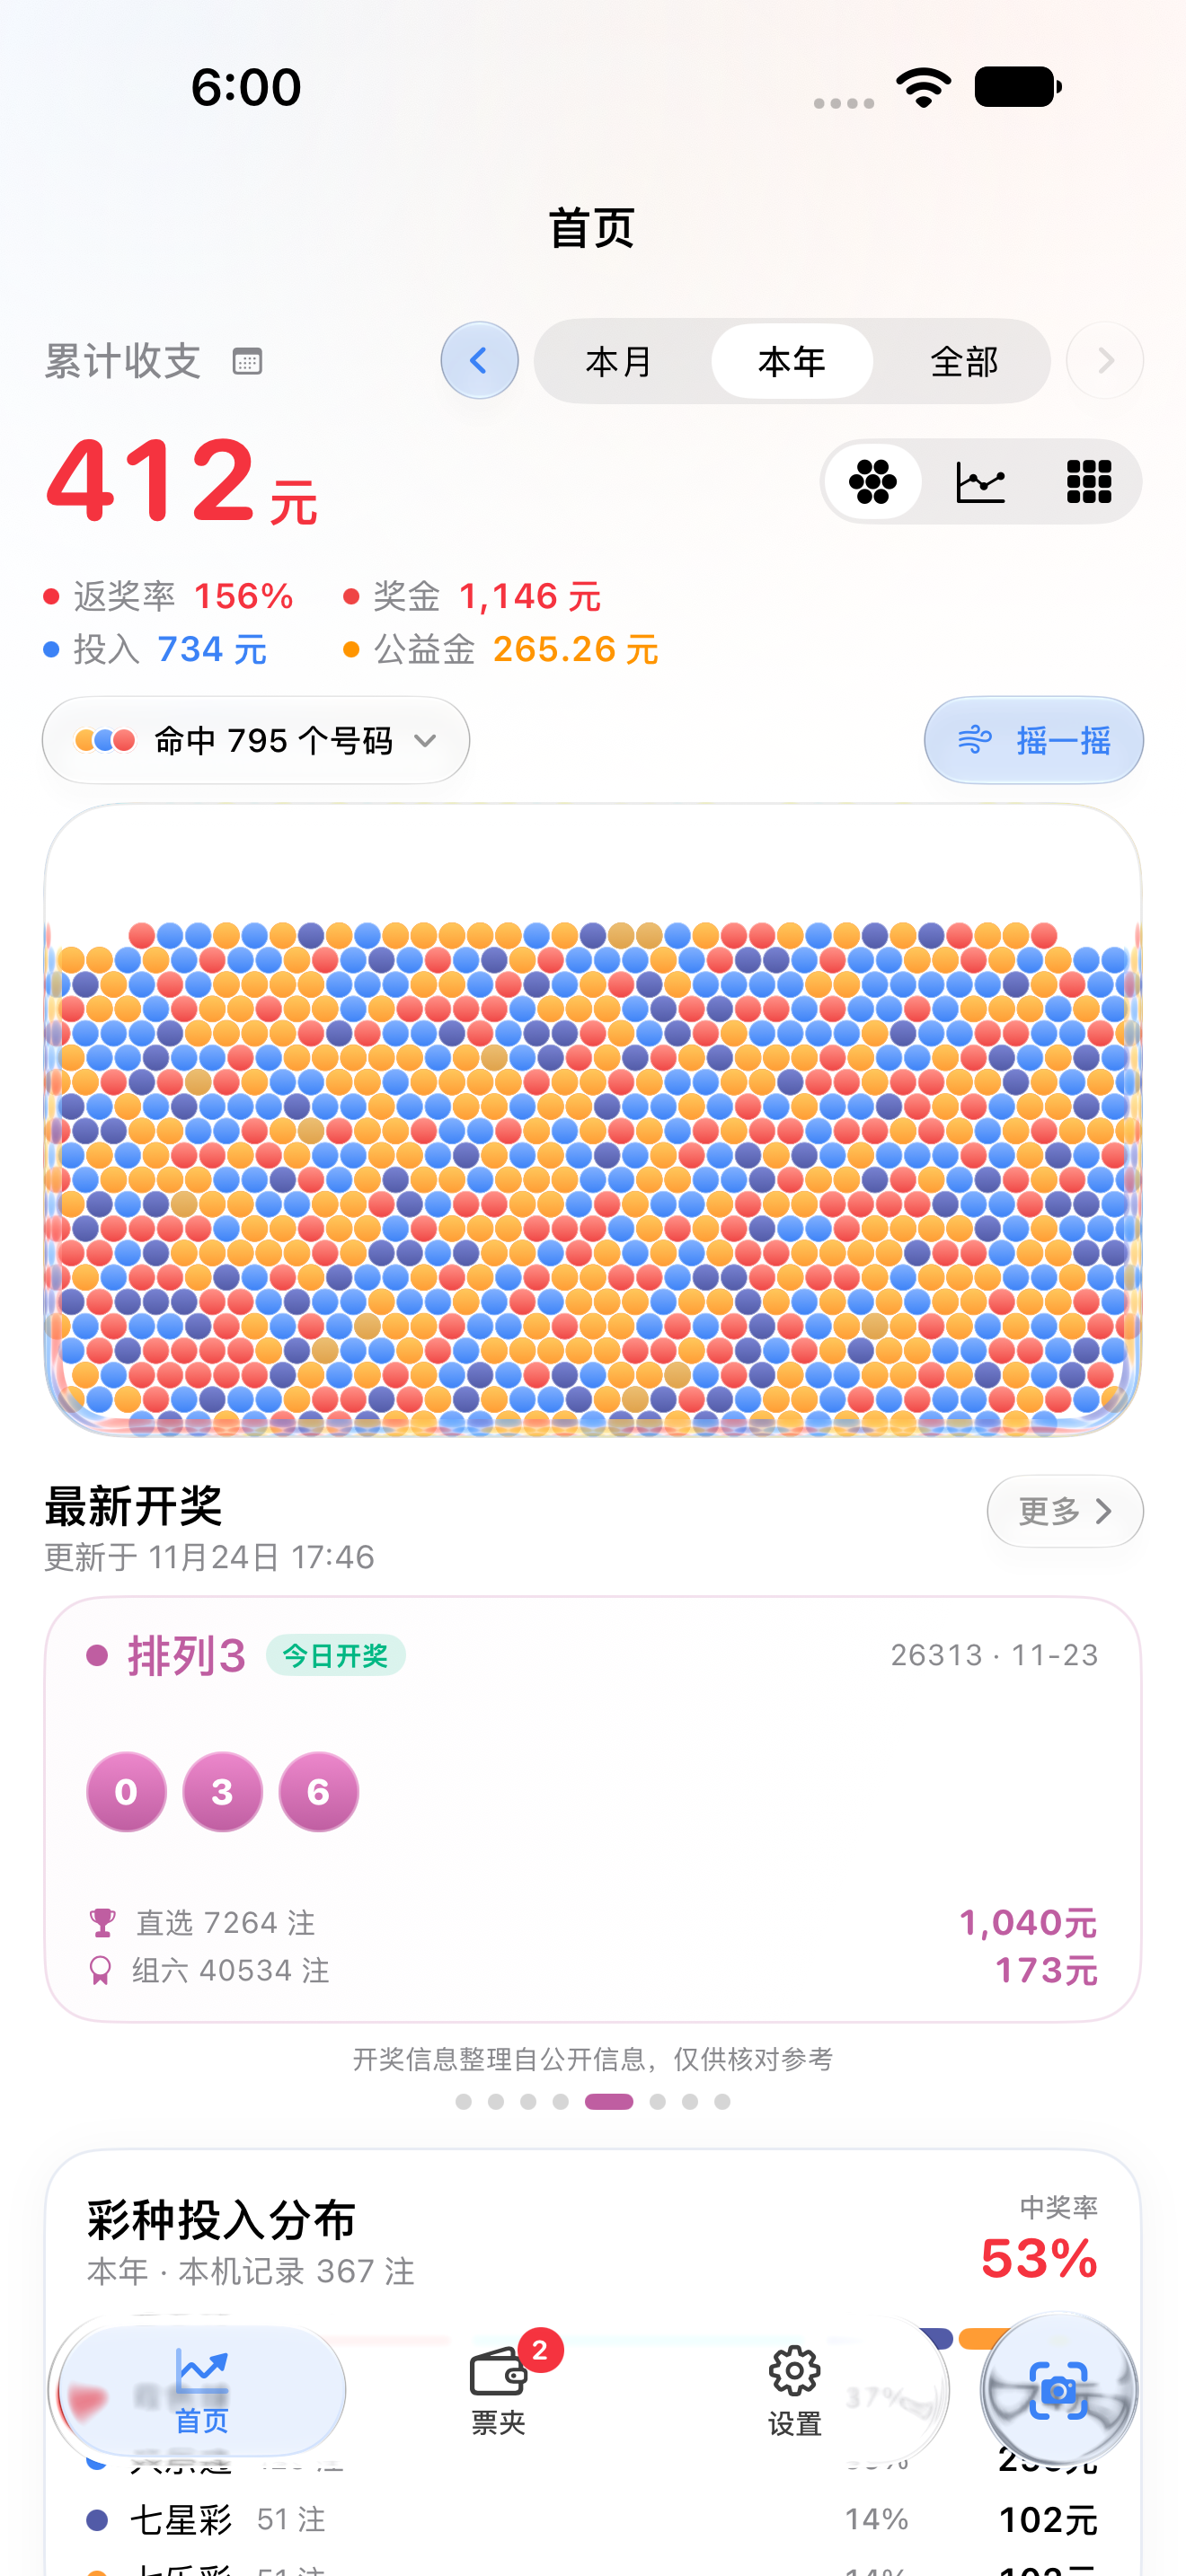 6:00
首页
累计收支
本月 本年 全部
412 元
返奖率 156% 奖金 1,146 元
投入 734 元 公益金 265.26 元
命中 795 个号码
摇一摇
最新开奖
更多
更新于 11月24日 17:46
排列3 今日开奖 26313 · 11-23
0 3 6
直选 7264 注 1,040元
组六 40534 注 173元
开奖信息整理自公开信息，仅供核对参考
彩种投入分布
中奖率
本年 · 本机记录 367 注
53%
2
37%
首页 票夹 设置
七星彩 51 注 14% 102元